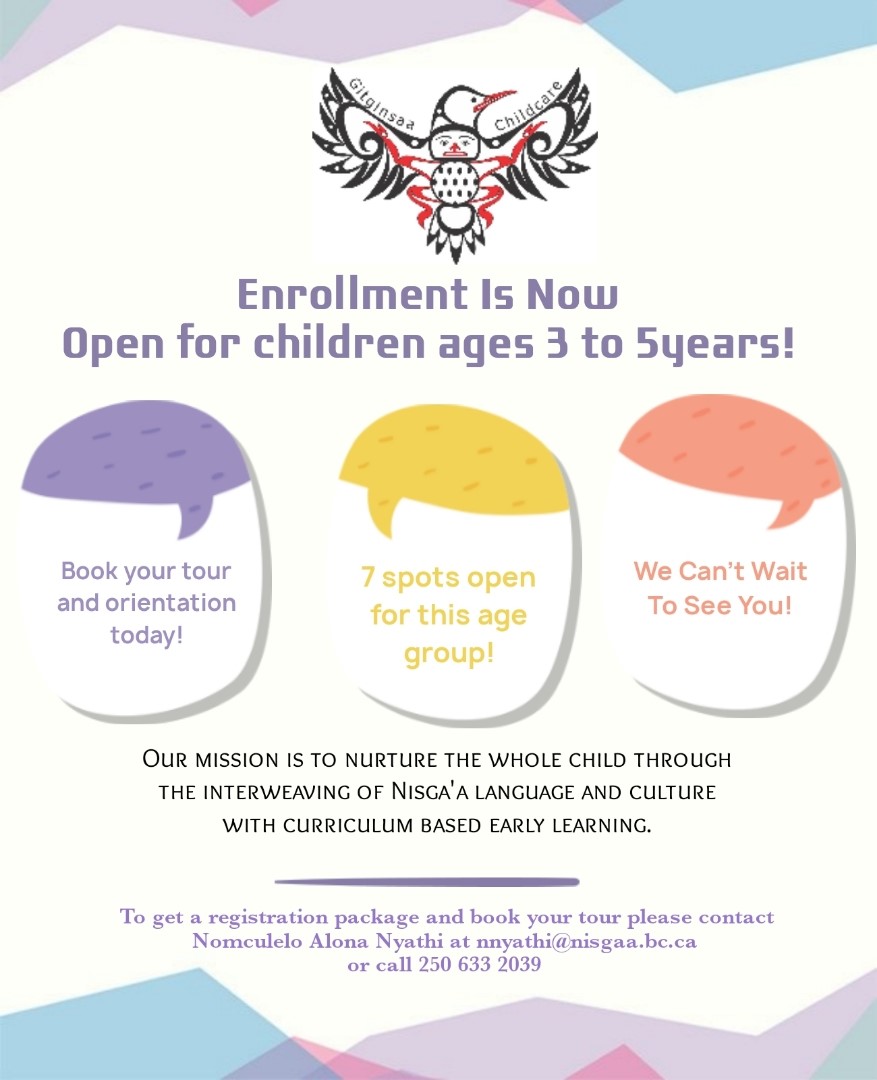 Gitginsaa Childcare
Enrollment Is Now
Open for children ages 3 to 5years!
Book your tour
and orientation
today!
7 spots open
for this age
group!
We Can't Wait
To See You!
Our mission is to nurture the whole child through
the interweaving of Nisga'a language and culture
with curriculum based early learning.
To get a registration package and book your tour please contact
Nomculelo Alona Nyathi at nnyathi@nisgaa.bc.ca
or call 250 633 2039